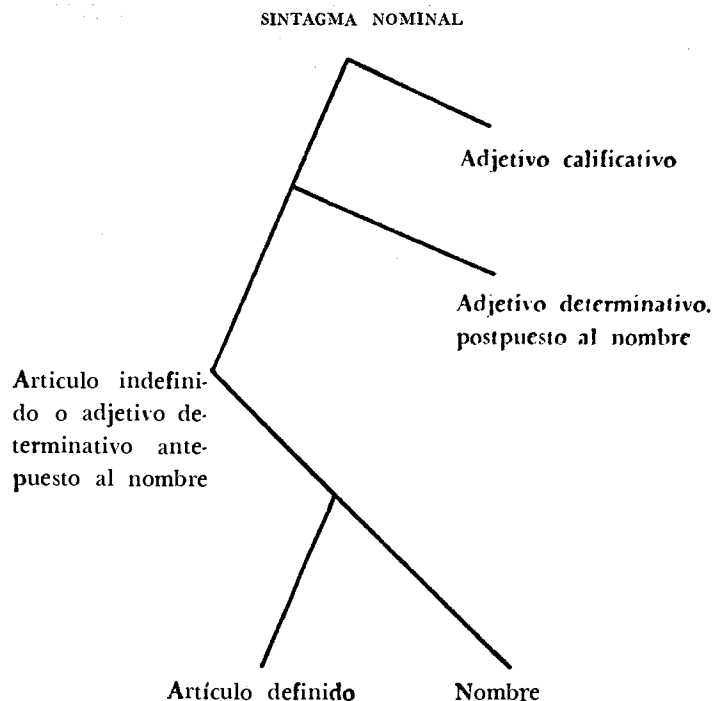 SINTAGMA NOMINAL
Adjetivo calificativo
Adjetivo determinativo.
postpuesto al nombre
Articulo indefini-
do o adjetivo de-
terminativo ante-
puesto al nombre
Artículo definido
Nombre